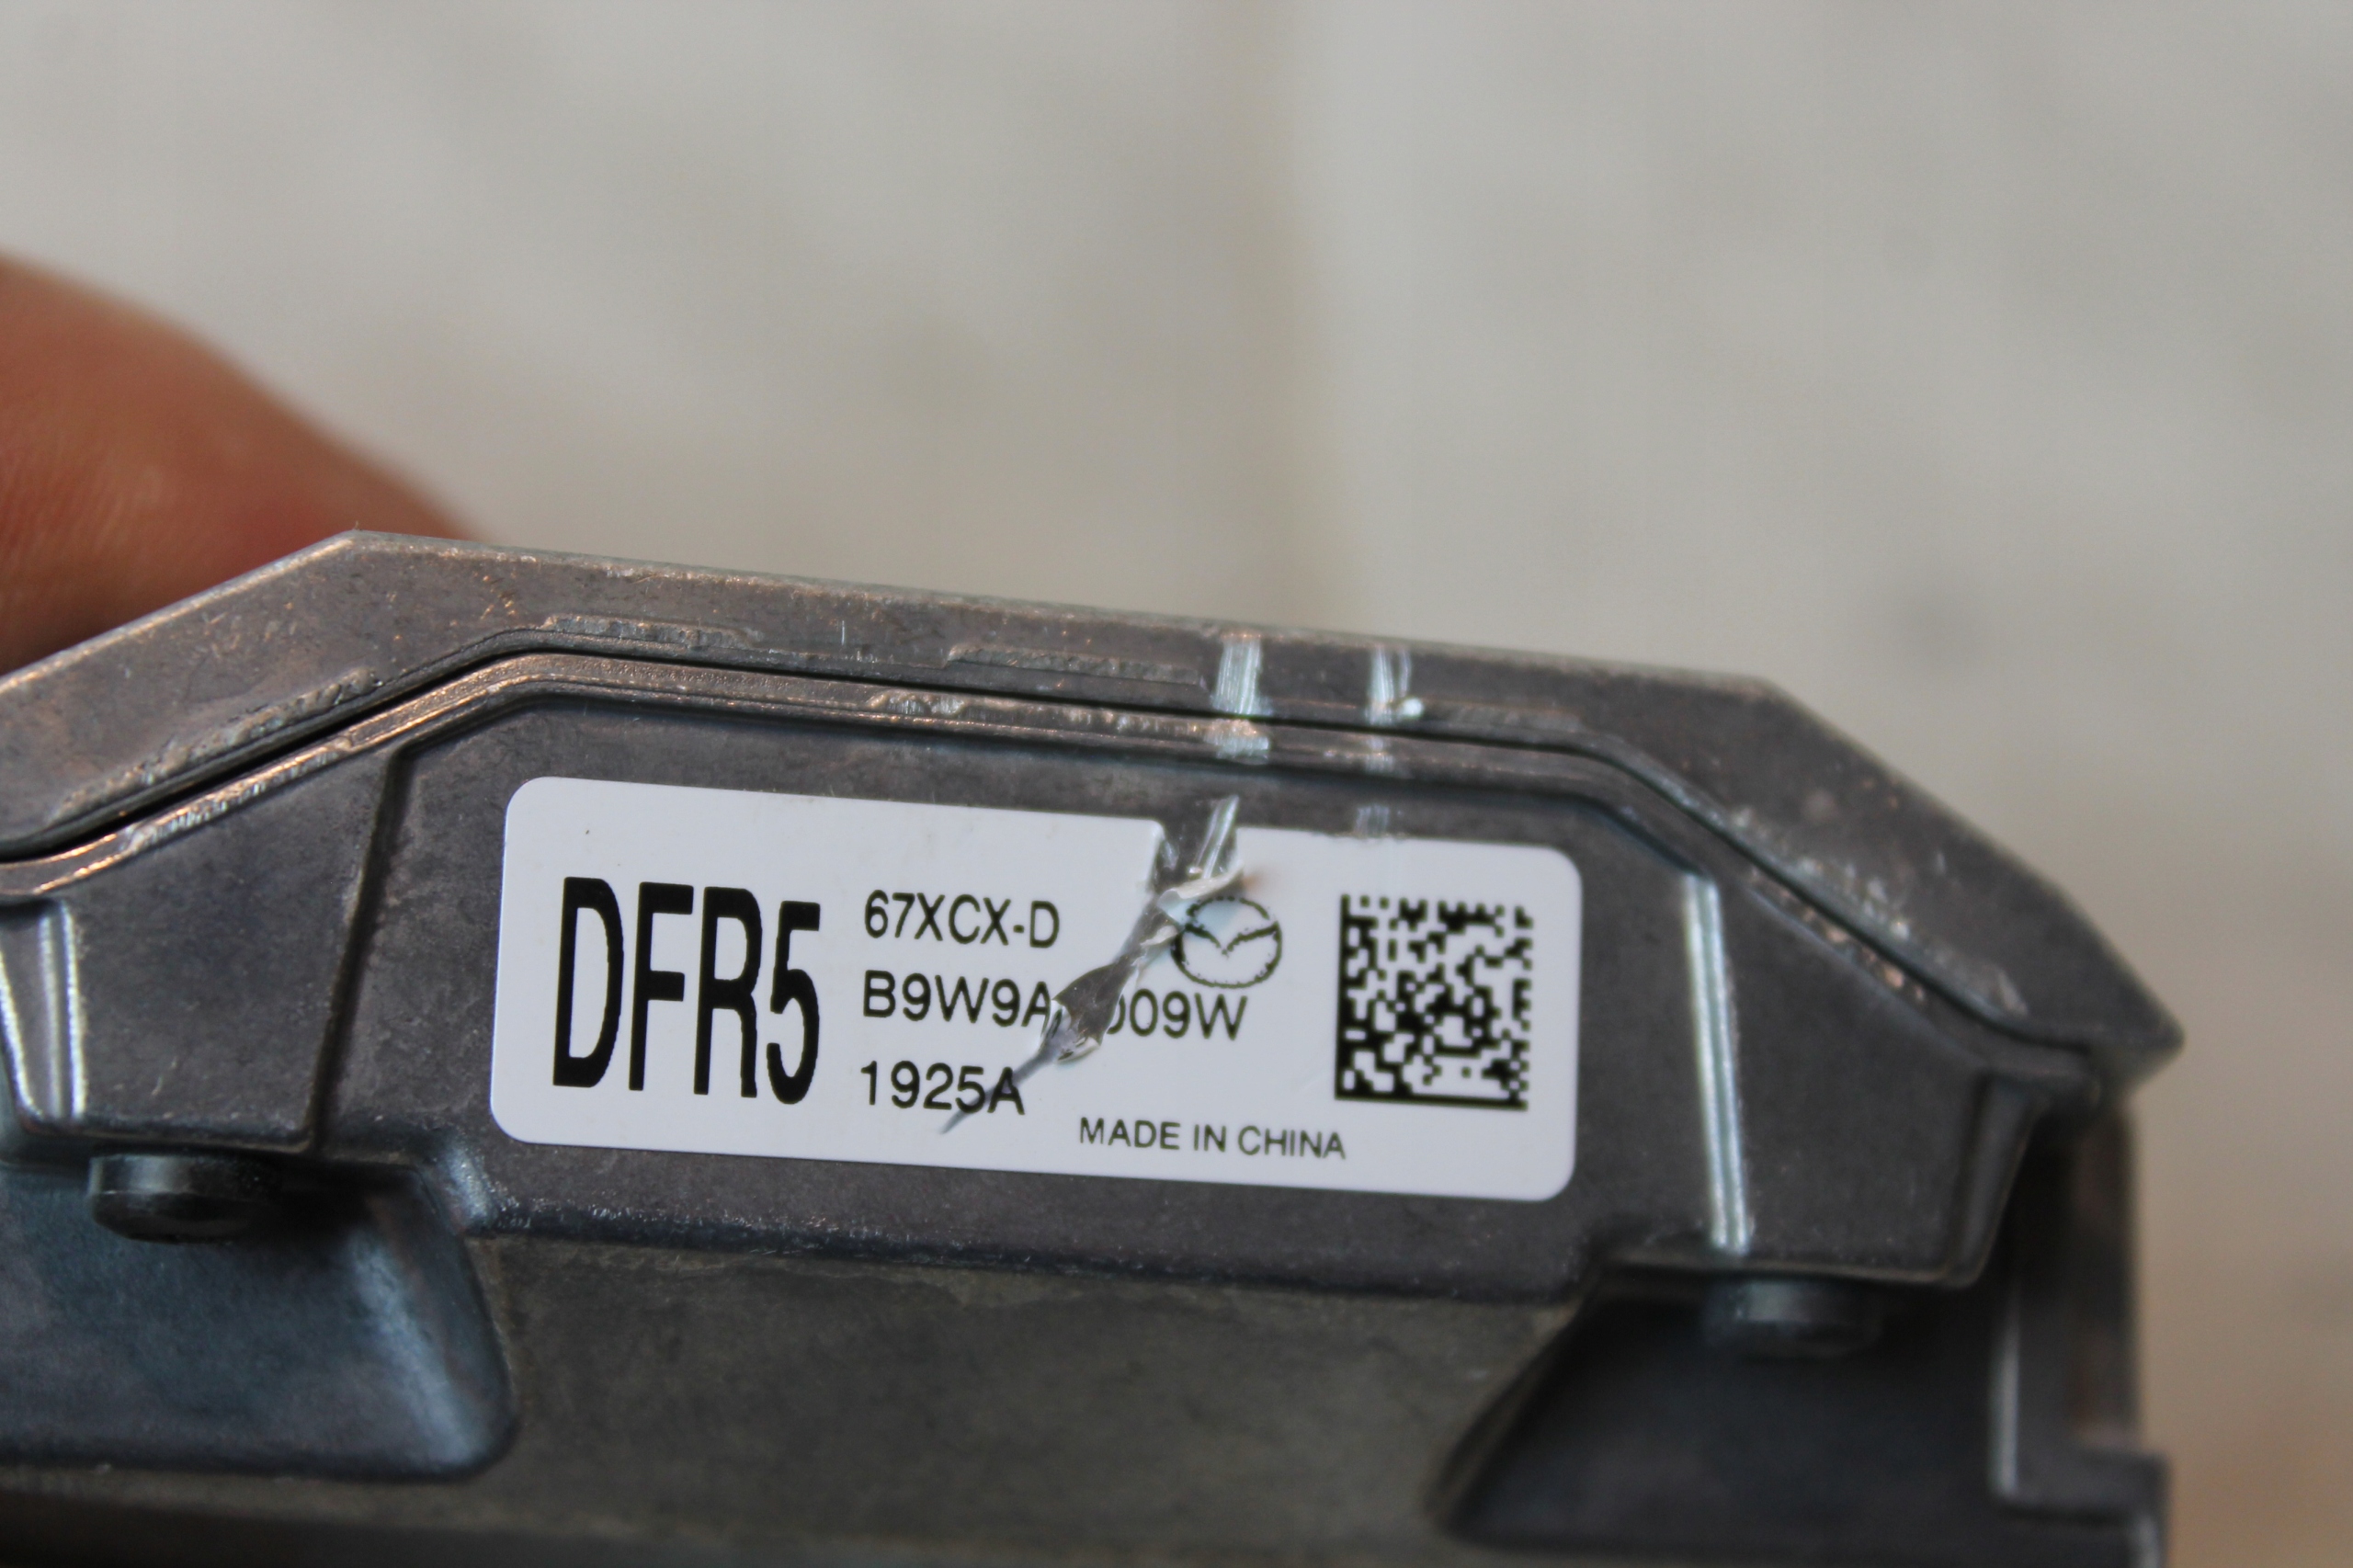 DFR5
67XCX-D
1925A
MADE IN CHINA